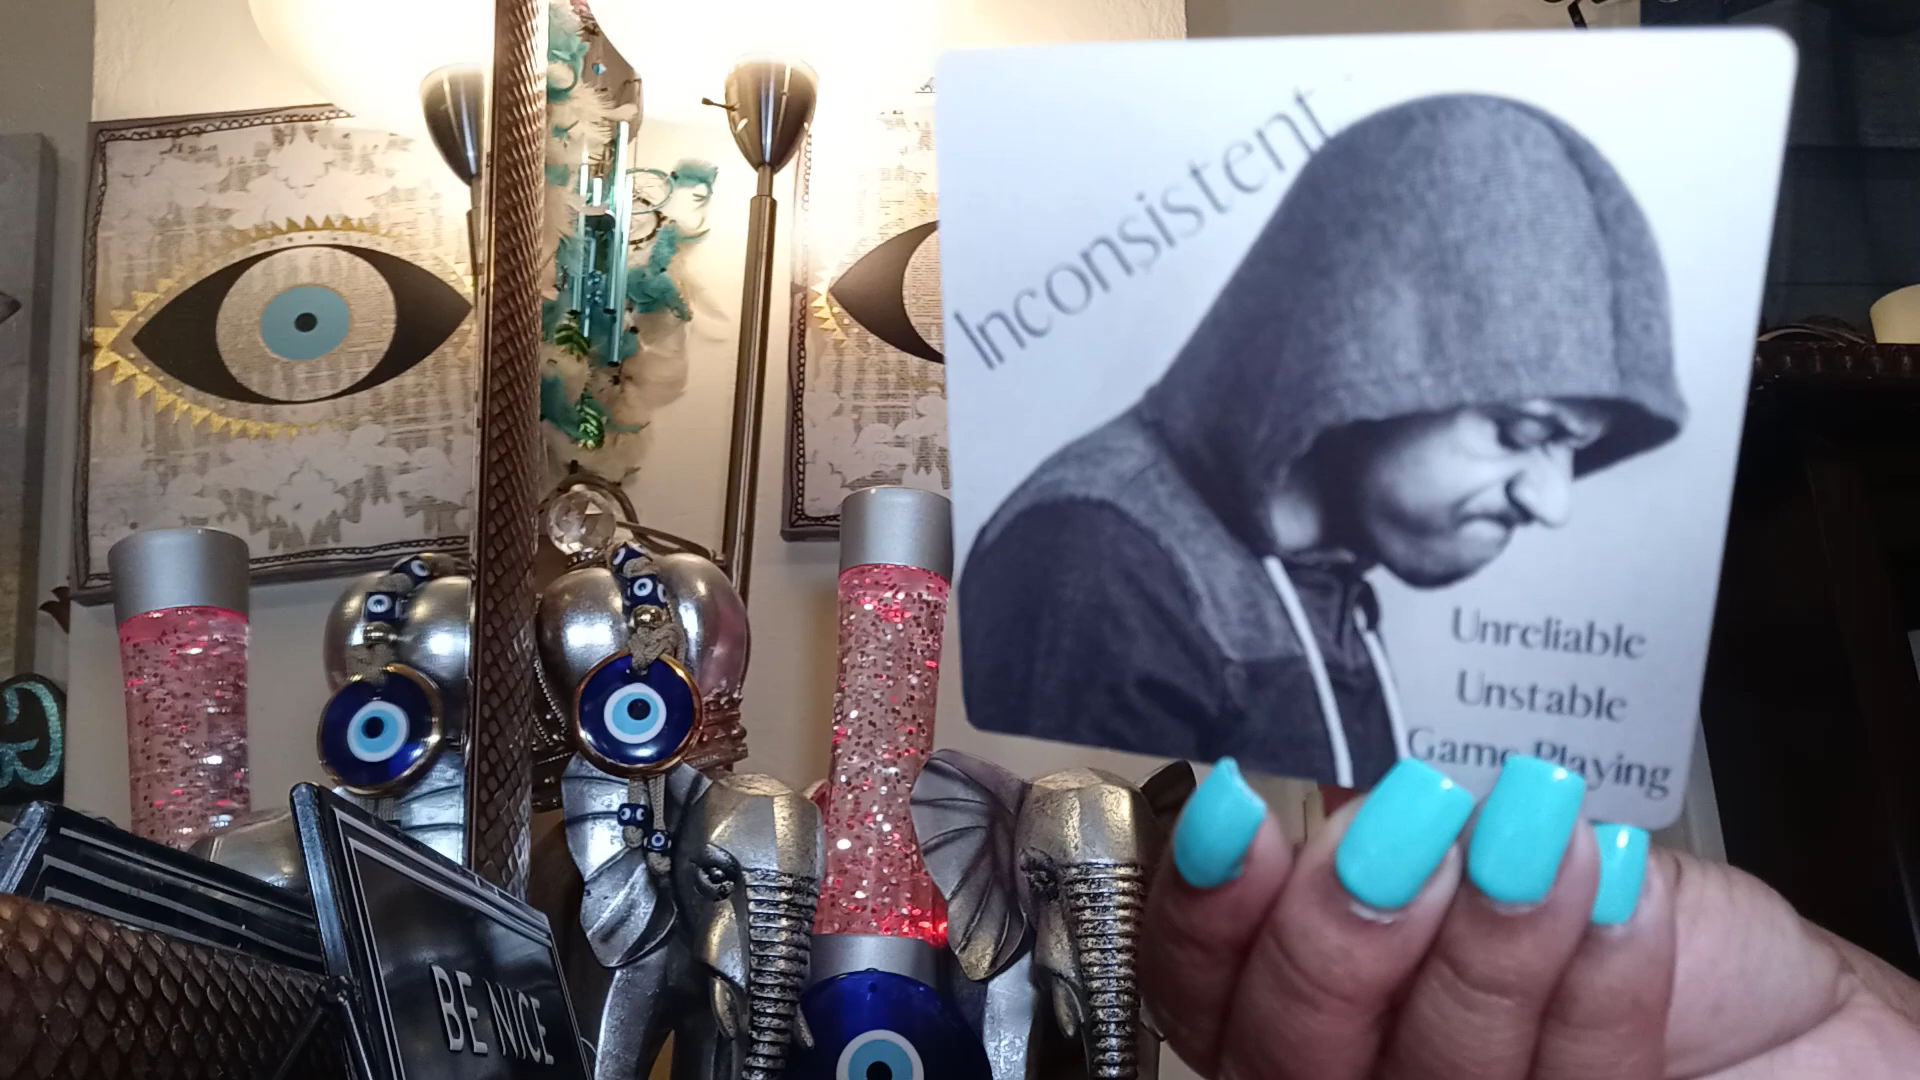 Inconsistent
Unreliable
Unstable
Game Playing
BE NICE